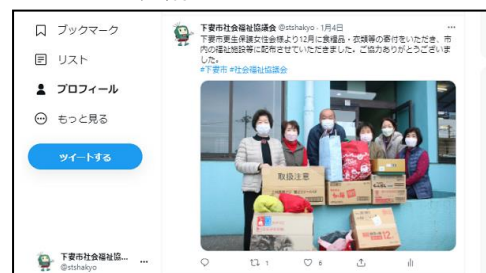 ブックマーク
リスト
プロフィール
もっと見る
ツイートする
下妻市社会福祉協...
@stshakyo
下妻市社会福祉協議会 @stshakyo・1月4日
下妻市更生保護女性会様より12月に食糧品・衣類等の寄付をいただき、市
内の福祉施設等に配布させていただきました。ご協力ありがとうございま
した。
#下妻市 #社会福祉協議会
取扱注意
12
1
6